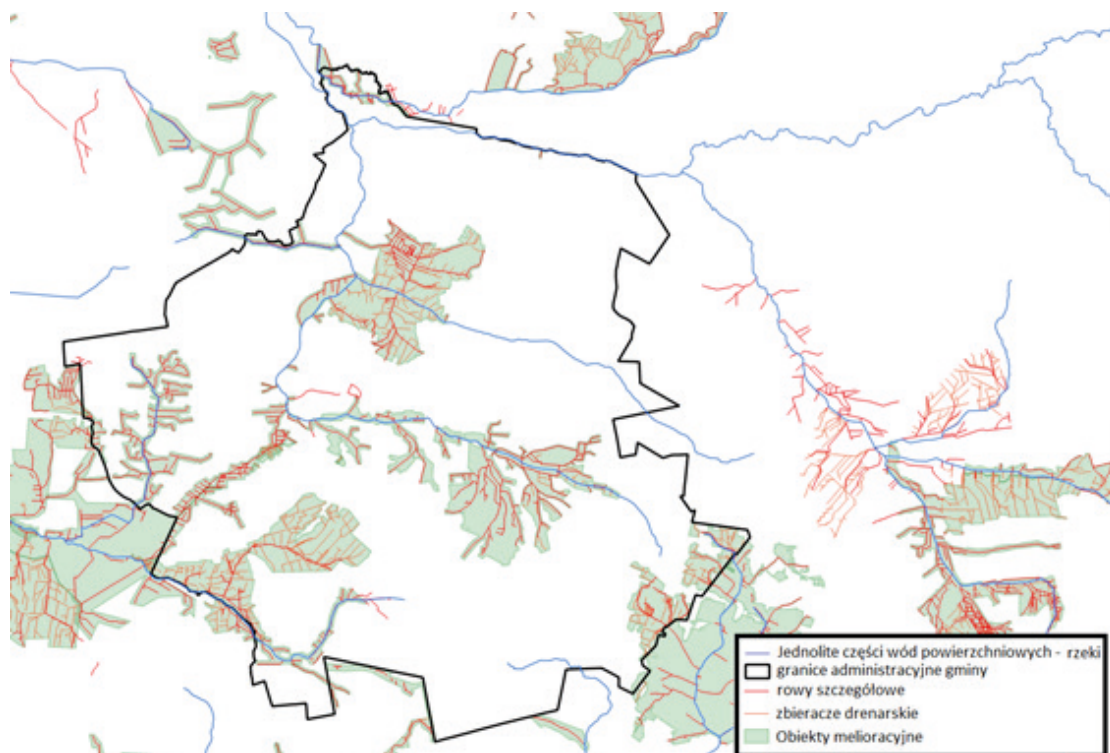 Jednolite części wód powierzchniowych - rzeki
granice administracyjne gminy
rowy szczegółowe
zbieracze drenarskie
Obiekty melioracyjne